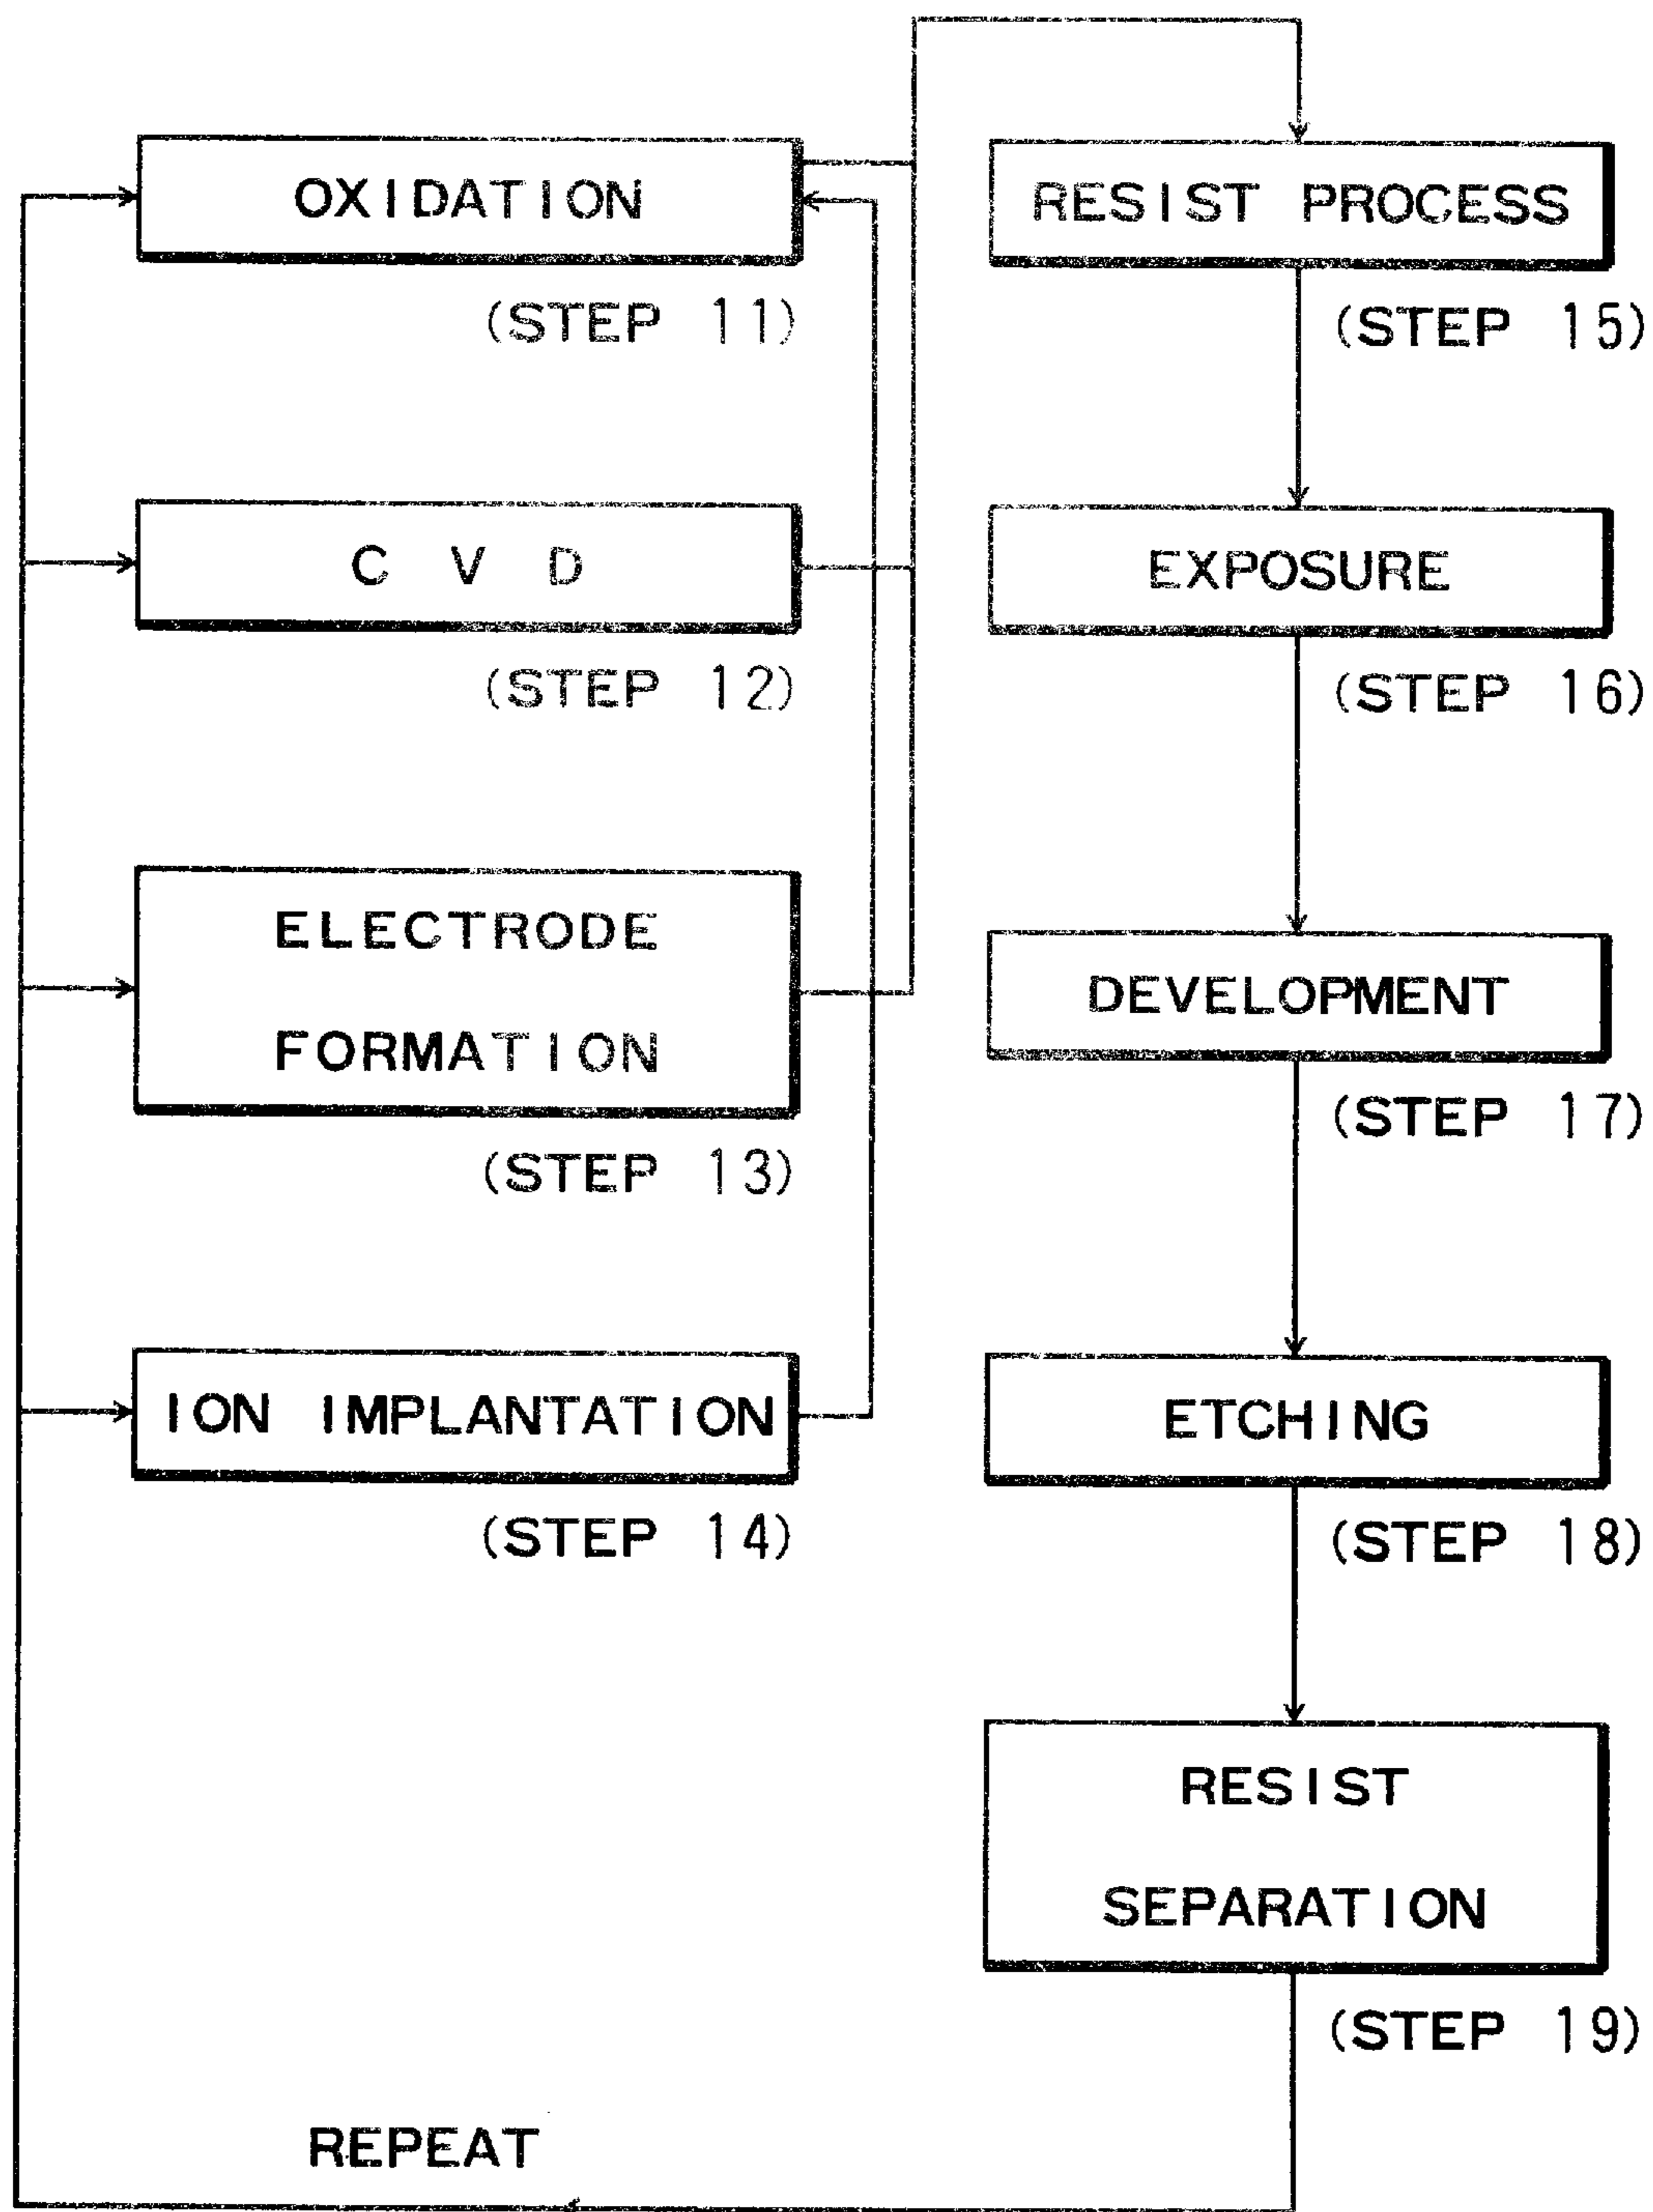 OXIDATION
(STEP 11)
CVD
(STEP 12)
ELECTRODE
FORMATION
(STEP 13)
ION IMPLANTATION
(STEP 14)
RESIST PROCESS
(STEP 15)
EXPOSURE
(STEP 16)
DEVELOPMENT
(STEP 17)
ETCHING
(STEP 18)
RESIST
SEPARATION
(STEP 19)
REPEAT